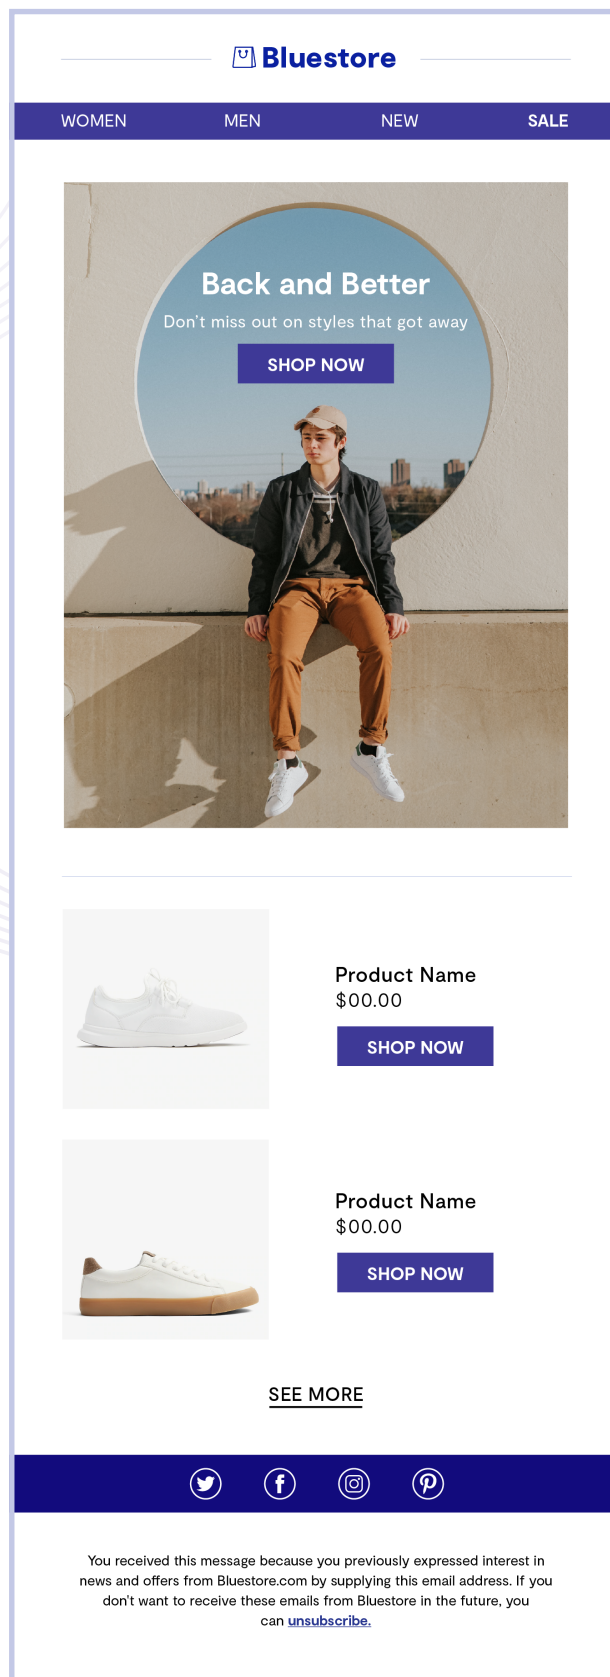 Bluestore
WOMEN MEN NEW SALE
Back and Better
Don't miss out on styles that got away
SHOP NOW
Product Name
$00.00
SHOP NOW
Product Name
$00.00
SHOP NOW
SEE MORE
You received this message because you previously expressed interest in
news and offers from Bluestore.com by supplying this email address. If you
don't want to receive these emails from Bluestore in the future, you
can unsubscribe.